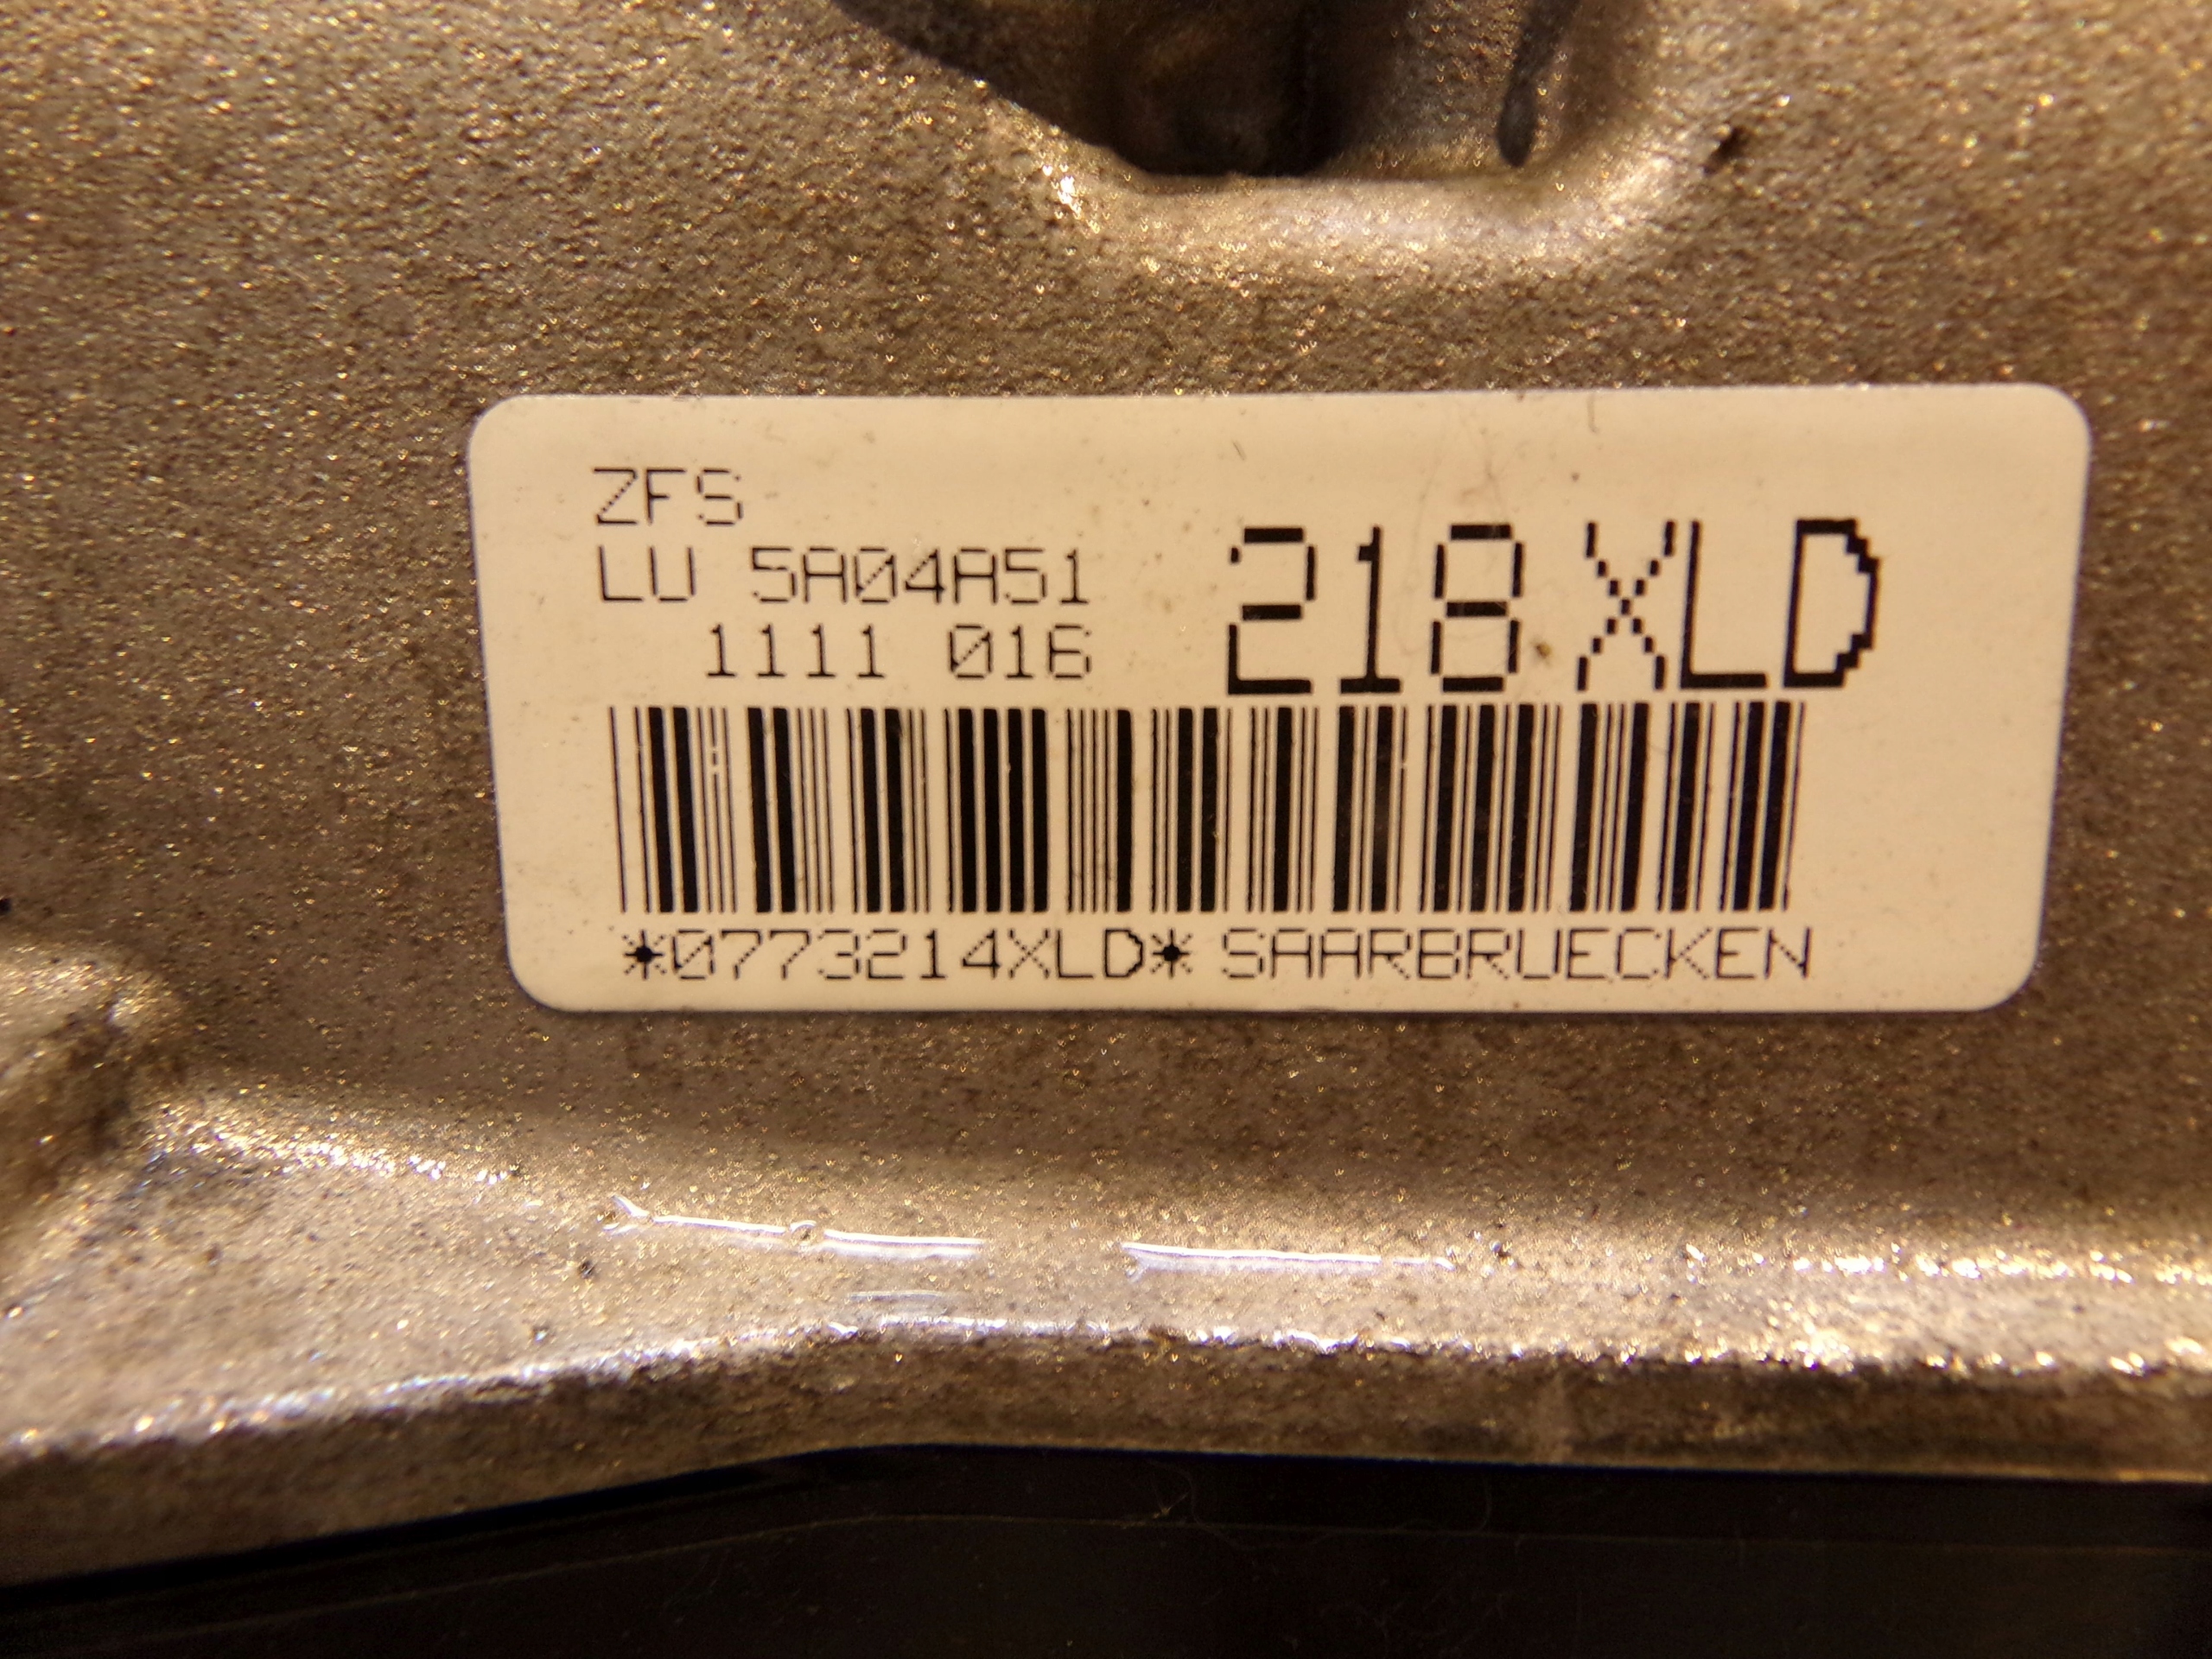 ZFS
LU 5A04A51
1111 016
218 XLD
*0773214XLD* SAARBRUECKEN